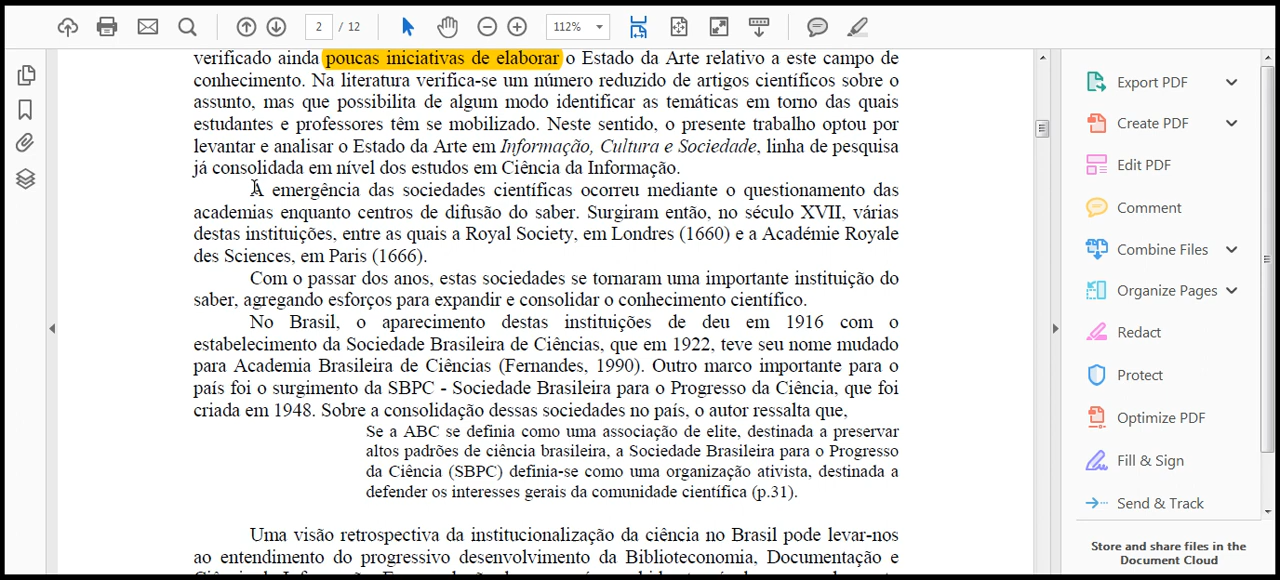 2 / 12
112%
verificado ainda poucas iniciativas de elaborar o Estado da Arte relativo a este campo de
conhecimento. Na literatura verifica-se um número reduzido de artigos científicos sobre o
assunto, mas que possibilita de algum modo identificar as temáticas em torno das quais
estudantes e professores têm se mobilizado. Neste sentido, o presente trabalho optou por
levantar e analisar o Estado da Arte em Informação, Cultura e Sociedade, linha de pesquisa
já consolidada em nível dos estudos em Ciência da Informação.
A emergência das sociedades científicas ocorreu mediante o questionamento das
academias enquanto centros de difusão do saber. Surgiram então, no século XVII, várias
destas instituições, entre as quais a Royal Society, em Londres (1660) e a Académie Royale
des Sciences, em Paris (1666).
Com o passar dos anos, estas sociedades se tornaram uma importante instituição do
saber, agregando esforços para expandir e consolidar o conhecimento científico.
No Brasil, o aparecimento destas instituições de deu em 1916 com o
estabelecimento da Sociedade Brasileira de Ciências, que em 1922, teve seu nome mudado
para Academia Brasileira de Ciências (Fernandes, 1990). Outro marco importante para o
país foi o surgimento da SBPC - Sociedade Brasileira para o Progresso da Ciência, que foi
criada em 1948. Sobre a consolidação dessas sociedades no país, o autor ressalta que,
Se a ABC se definia como uma associação de elite, destinada a preservar
altos padrões de ciência brasileira, a Sociedade Brasileira para o Progresso
da Ciência (SBPC) definia-se como uma organização ativista, destinada a
defender os interesses gerais da comunidade científica (p.31).
Uma visão retrospectiva da institucionalização da ciência no Brasil pode levar-nos
ao entendimento do progressivo desenvolvimento da Biblioteconomia, Documentação e
Export PDF
Create PDF
Edit PDF
Comment
Combine Files
Organize Pages
Redact
Protect
Optimize PDF
Fill & Sign
Send & Track
Store and share files in the
Document Cloud